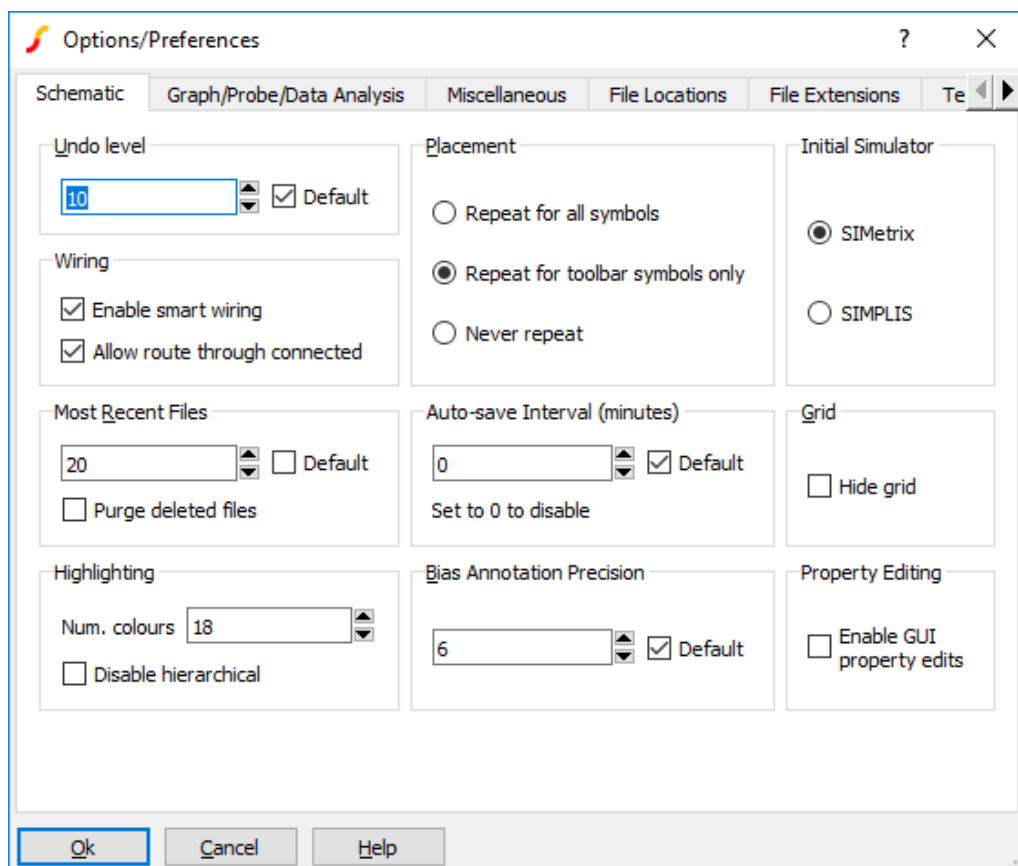 Options/Preferences
?
Schematic
Graph/Probe/Data Analysis
Miscellaneous
File Locations
File Extensions
Te
Undo level
10
Default
Wiring
Enable smart wiring
Allow route through connected
Placement
Repeat for all symbols
Repeat for toolbar symbols only
Never repeat
Initial Simulator
SIMetrix
SIMPLIS
Most Recent Files
20
Default
Purge deleted files
Auto-save Interval (minutes)
0
Default
Set to 0 to disable
Grid
Hide grid
Highlighting
Num. colours
18
Disable hierarchical
Bias Annotation Precision
6
Default
Property Editing
Enable GUI
property edits
Ok
Cancel
Help